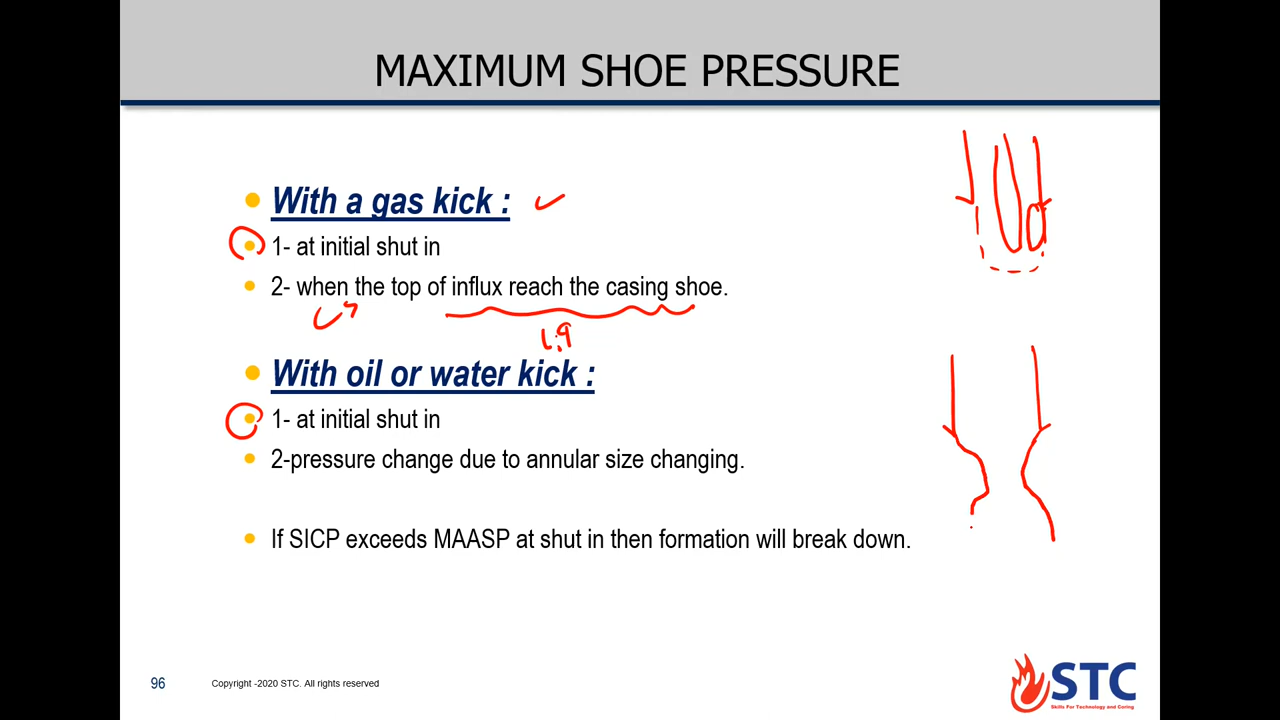 MAXIMUM SHOE PRESSURE
With a gas kick :
1- at initial shut in
2- when the top of influx reach the casing shoe.
With oil or water kick :
1- at initial shut in
2-pressure change due to annular size changing.
If SICP exceeds MAASP at shut in then formation will break down.
96
Copyright -2020 STC. All rights reserved
STC
Skills For Technology and Caring